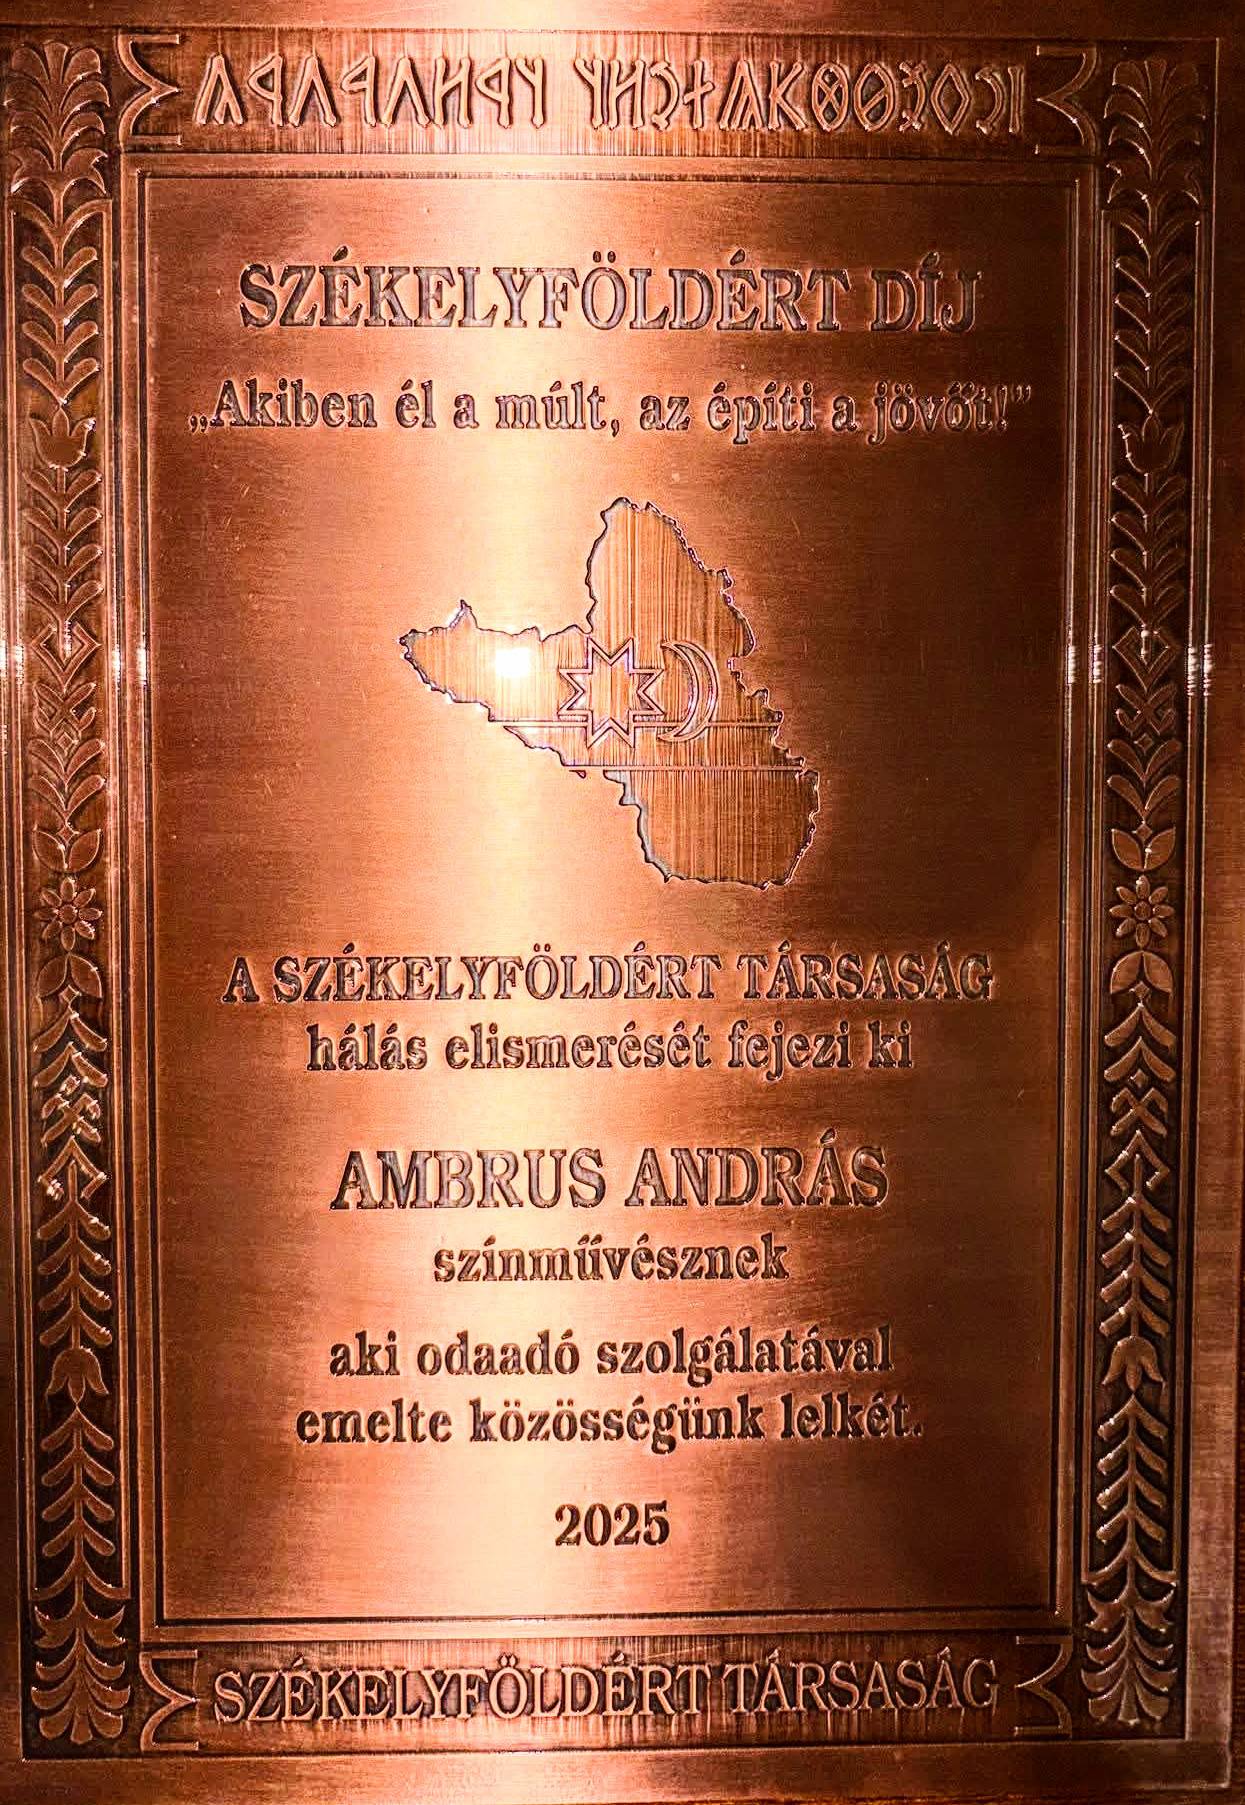 SZÉKELYFÖLDÉRT DÍJ
„Akiben él a múlt, az építi a jövőt!”
A SZÉKELYFÖLDÉRT TÁRSASÁG
hálás elismerését fejezi ki
AMBRUS ANDRÁS
színművésznek
aki odaadó szolgálatával
emelte közösségünk lelkét.
2025
SZÉKELYFÖLDÉRT TÁRSASÁG